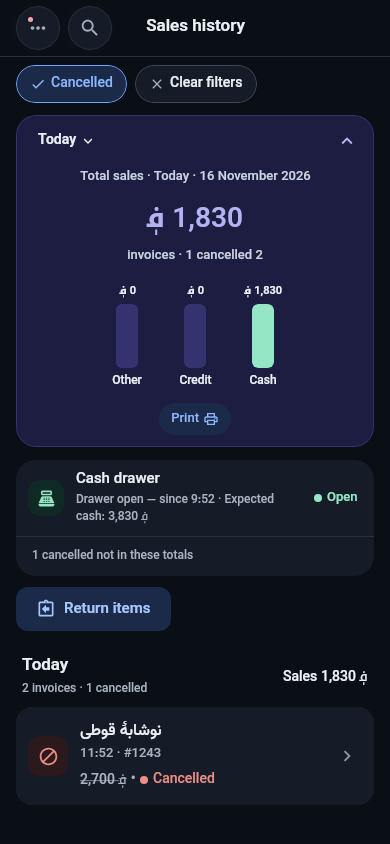 Sales history
Cancelled
Clear filters
Today
Total sales · Today · 16 November 2026
؋ 1,830
invoices · 1 cancelled 2
؋ 0
؋ 0
؋ 1,830
Other
Credit
Cash
Print
Cash drawer
Drawer open — since 9:52 · Expected
cash: 3,830 ؋
Open
1 cancelled not in these totals
Return items
Today
Sales 1,830 ؋
2 invoices · 1 cancelled
نوشابهٔ قوطی
11:52 · #1243
2,700 ؋ • Cancelled